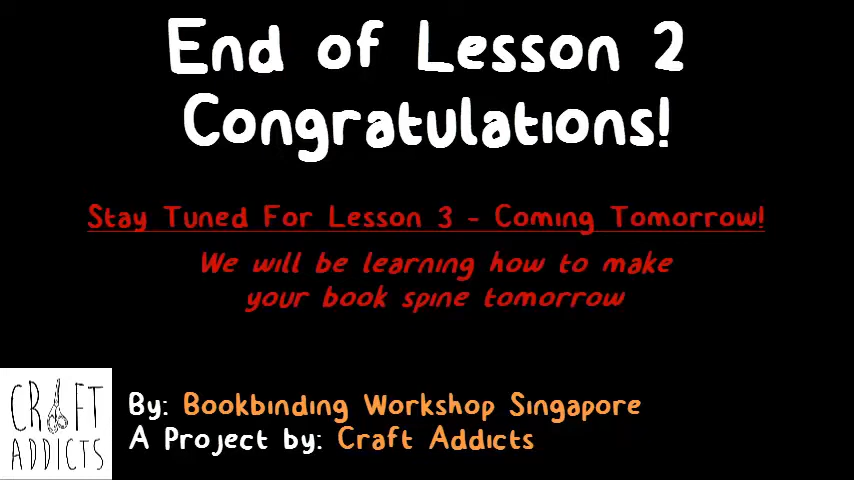 End of Lesson 2
Congratulations!
Stay Tuned For Lesson 3 - Coming Tomorrow!
We will be learning how to make
your book spine tomorrow
CRAFT
ADDICTS
By: Bookbinding Workshop Singapore
A Project by: Craft Addicts